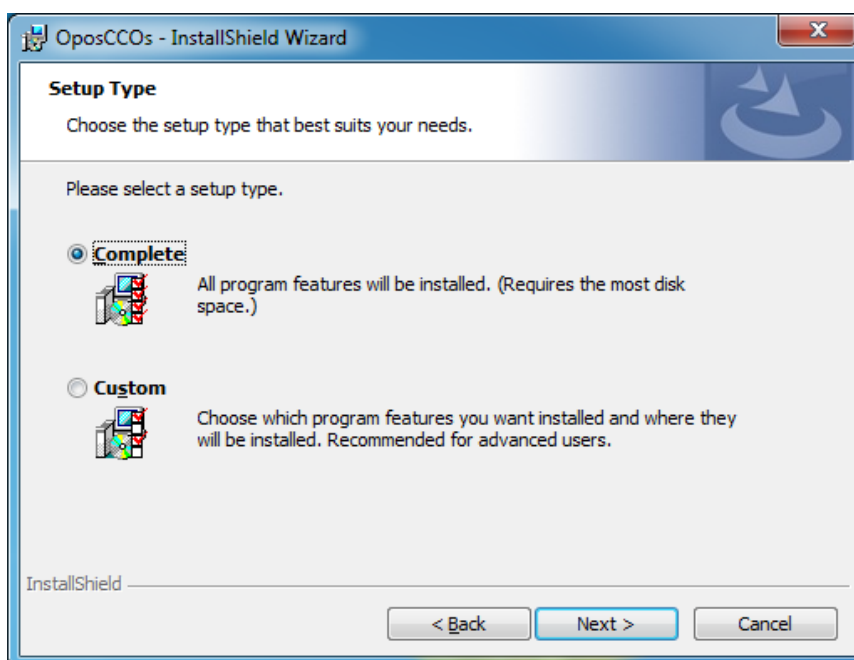 OposCCOs - InstallShield Wizard
Setup Type
Choose the setup type that best suits your needs.
Please select a setup type.
Complete
All program features will be installed. (Requires the most disk
space.)
Custom
Choose which program features you want installed and where they
will be installed. Recommended for advanced users.
InstallShield
< Back Next > Cancel